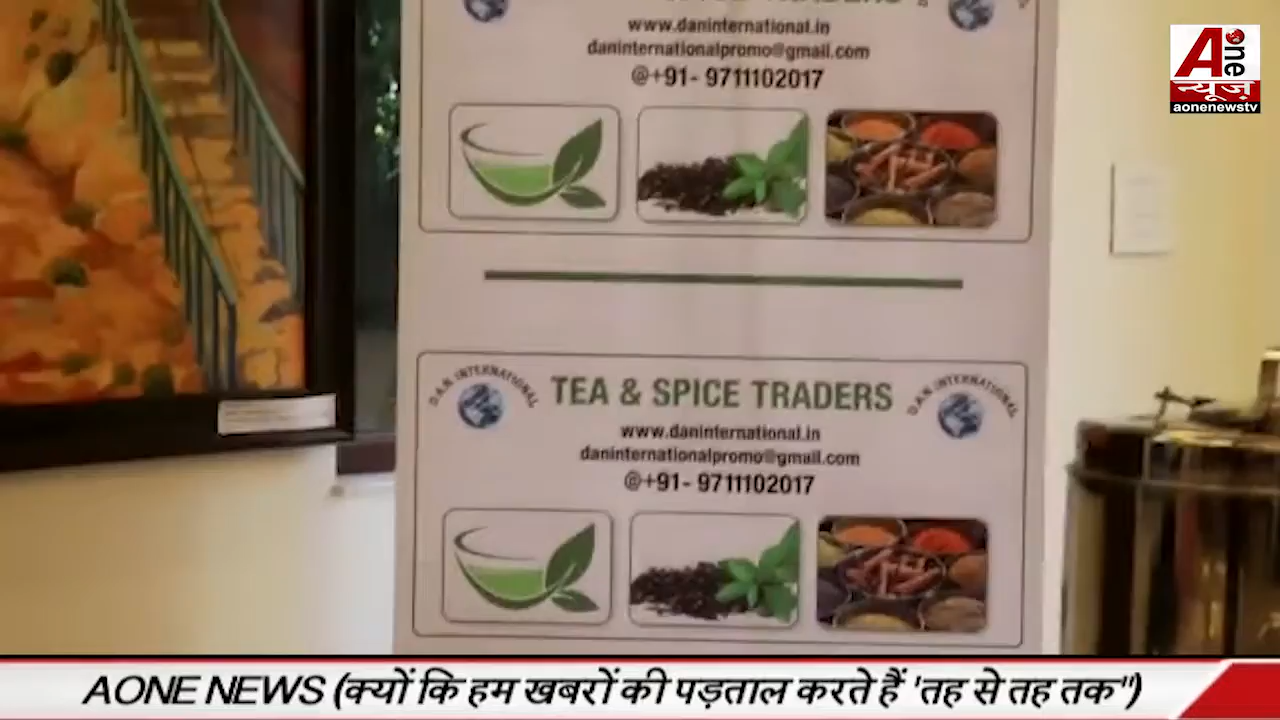 www.daninternational.in
daninternationalpromo@gmail.com
@+91- 9711102017
Aone
न्यूज़
aonenewstv
D.A.N INTERNATIONAL
TEA & SPICE TRADERS
D.A.N INTERNATIONAL
www.daninternational.in
daninternationalpromo@gmail.com
@+91- 9711102017
AONE NEWS (क्यों कि हम खबरों की पड़ताल करते हैं 'तह से तह तक")